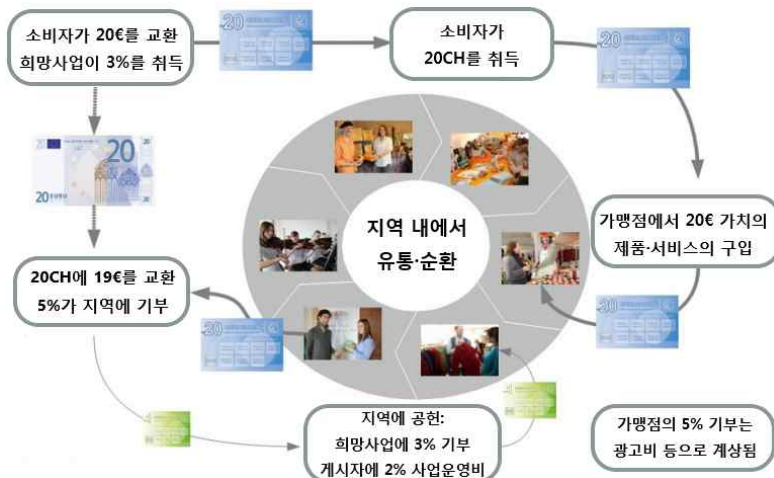 소비자가 20€를 교환
희망사업이 3%를 취득
20
소비자가
20CH를 취득
20
20
20 EURO
지역 내에서
유통·순환
가맹점에서 20€ 가치의
제품·서비스의 구입
20CH에 19€를 교환
5%가 지역에 기부
20
20
지역에 공헌:
희망사업에 3% 기부
게시자에 2% 사업운영비
가맹점의 5% 기부는
광고비 등으로 계상됨